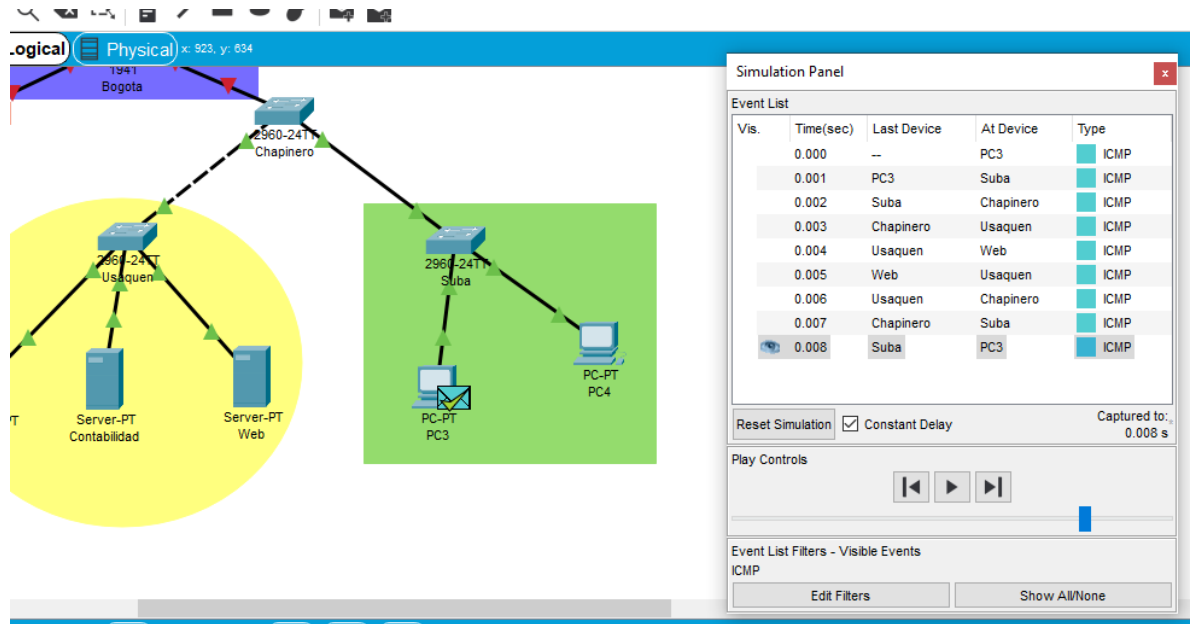 Logical
Physical
x: 923, y: 634
1941
Bogota
2960-24TT
Chapinero
2960-24TT
Usaquen
2960-24TT
Suba
PC-PT
PC4
PC-PT
PC3
PT
Server-PT
Contabilidad
Server-PT
Web
Simulation Panel
x
Event List
Vis. Time(sec) Last Device At Device Type
0.000 -- PC3 ICMP
0.001 PC3 Suba ICMP
0.002 Suba Chapinero ICMP
0.003 Chapinero Usaquen ICMP
0.004 Usaquen Web ICMP
0.005 Web Usaquen ICMP
0.006 Usaquen Chapinero ICMP
0.007 Chapinero Suba ICMP
0.008 Suba PC3 ICMP
Reset Simulation Constant Delay
Captured to:
0.008 s
Play Controls
Event List Filters - Visible Events
ICMP
Edit Filters Show All/None